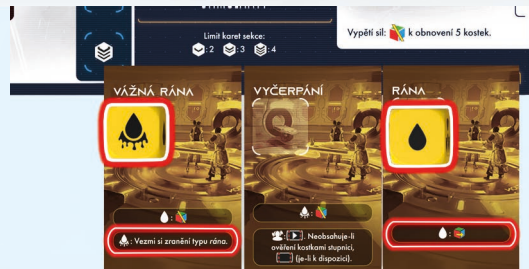 Limit karet sekce:
:2 :3 :4
Vypětí sil: k obnovení 5 kostek.
VÁŽNÁ RÁNA
VYČERPÁNÍ
RÁNA
:
: Vezmi si zranění typu rána.
:
: . Neobsahuje-li
ověření kostkami stupnici,
(je-li k dispozici).
: